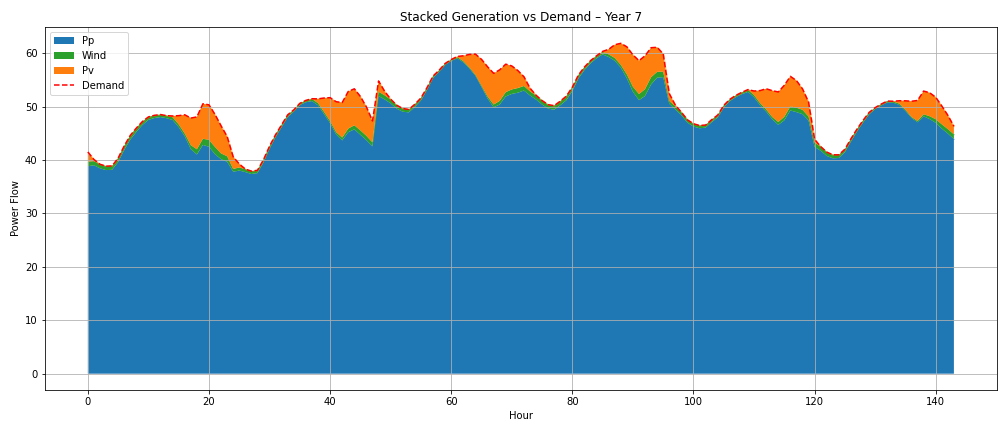 Stacked Generation vs Demand – Year 7
Pp
Wind
Pv
Demand
Power Flow
60
50
40
30
20
10
0
0 20 40 60 80 100 120 140
Hour